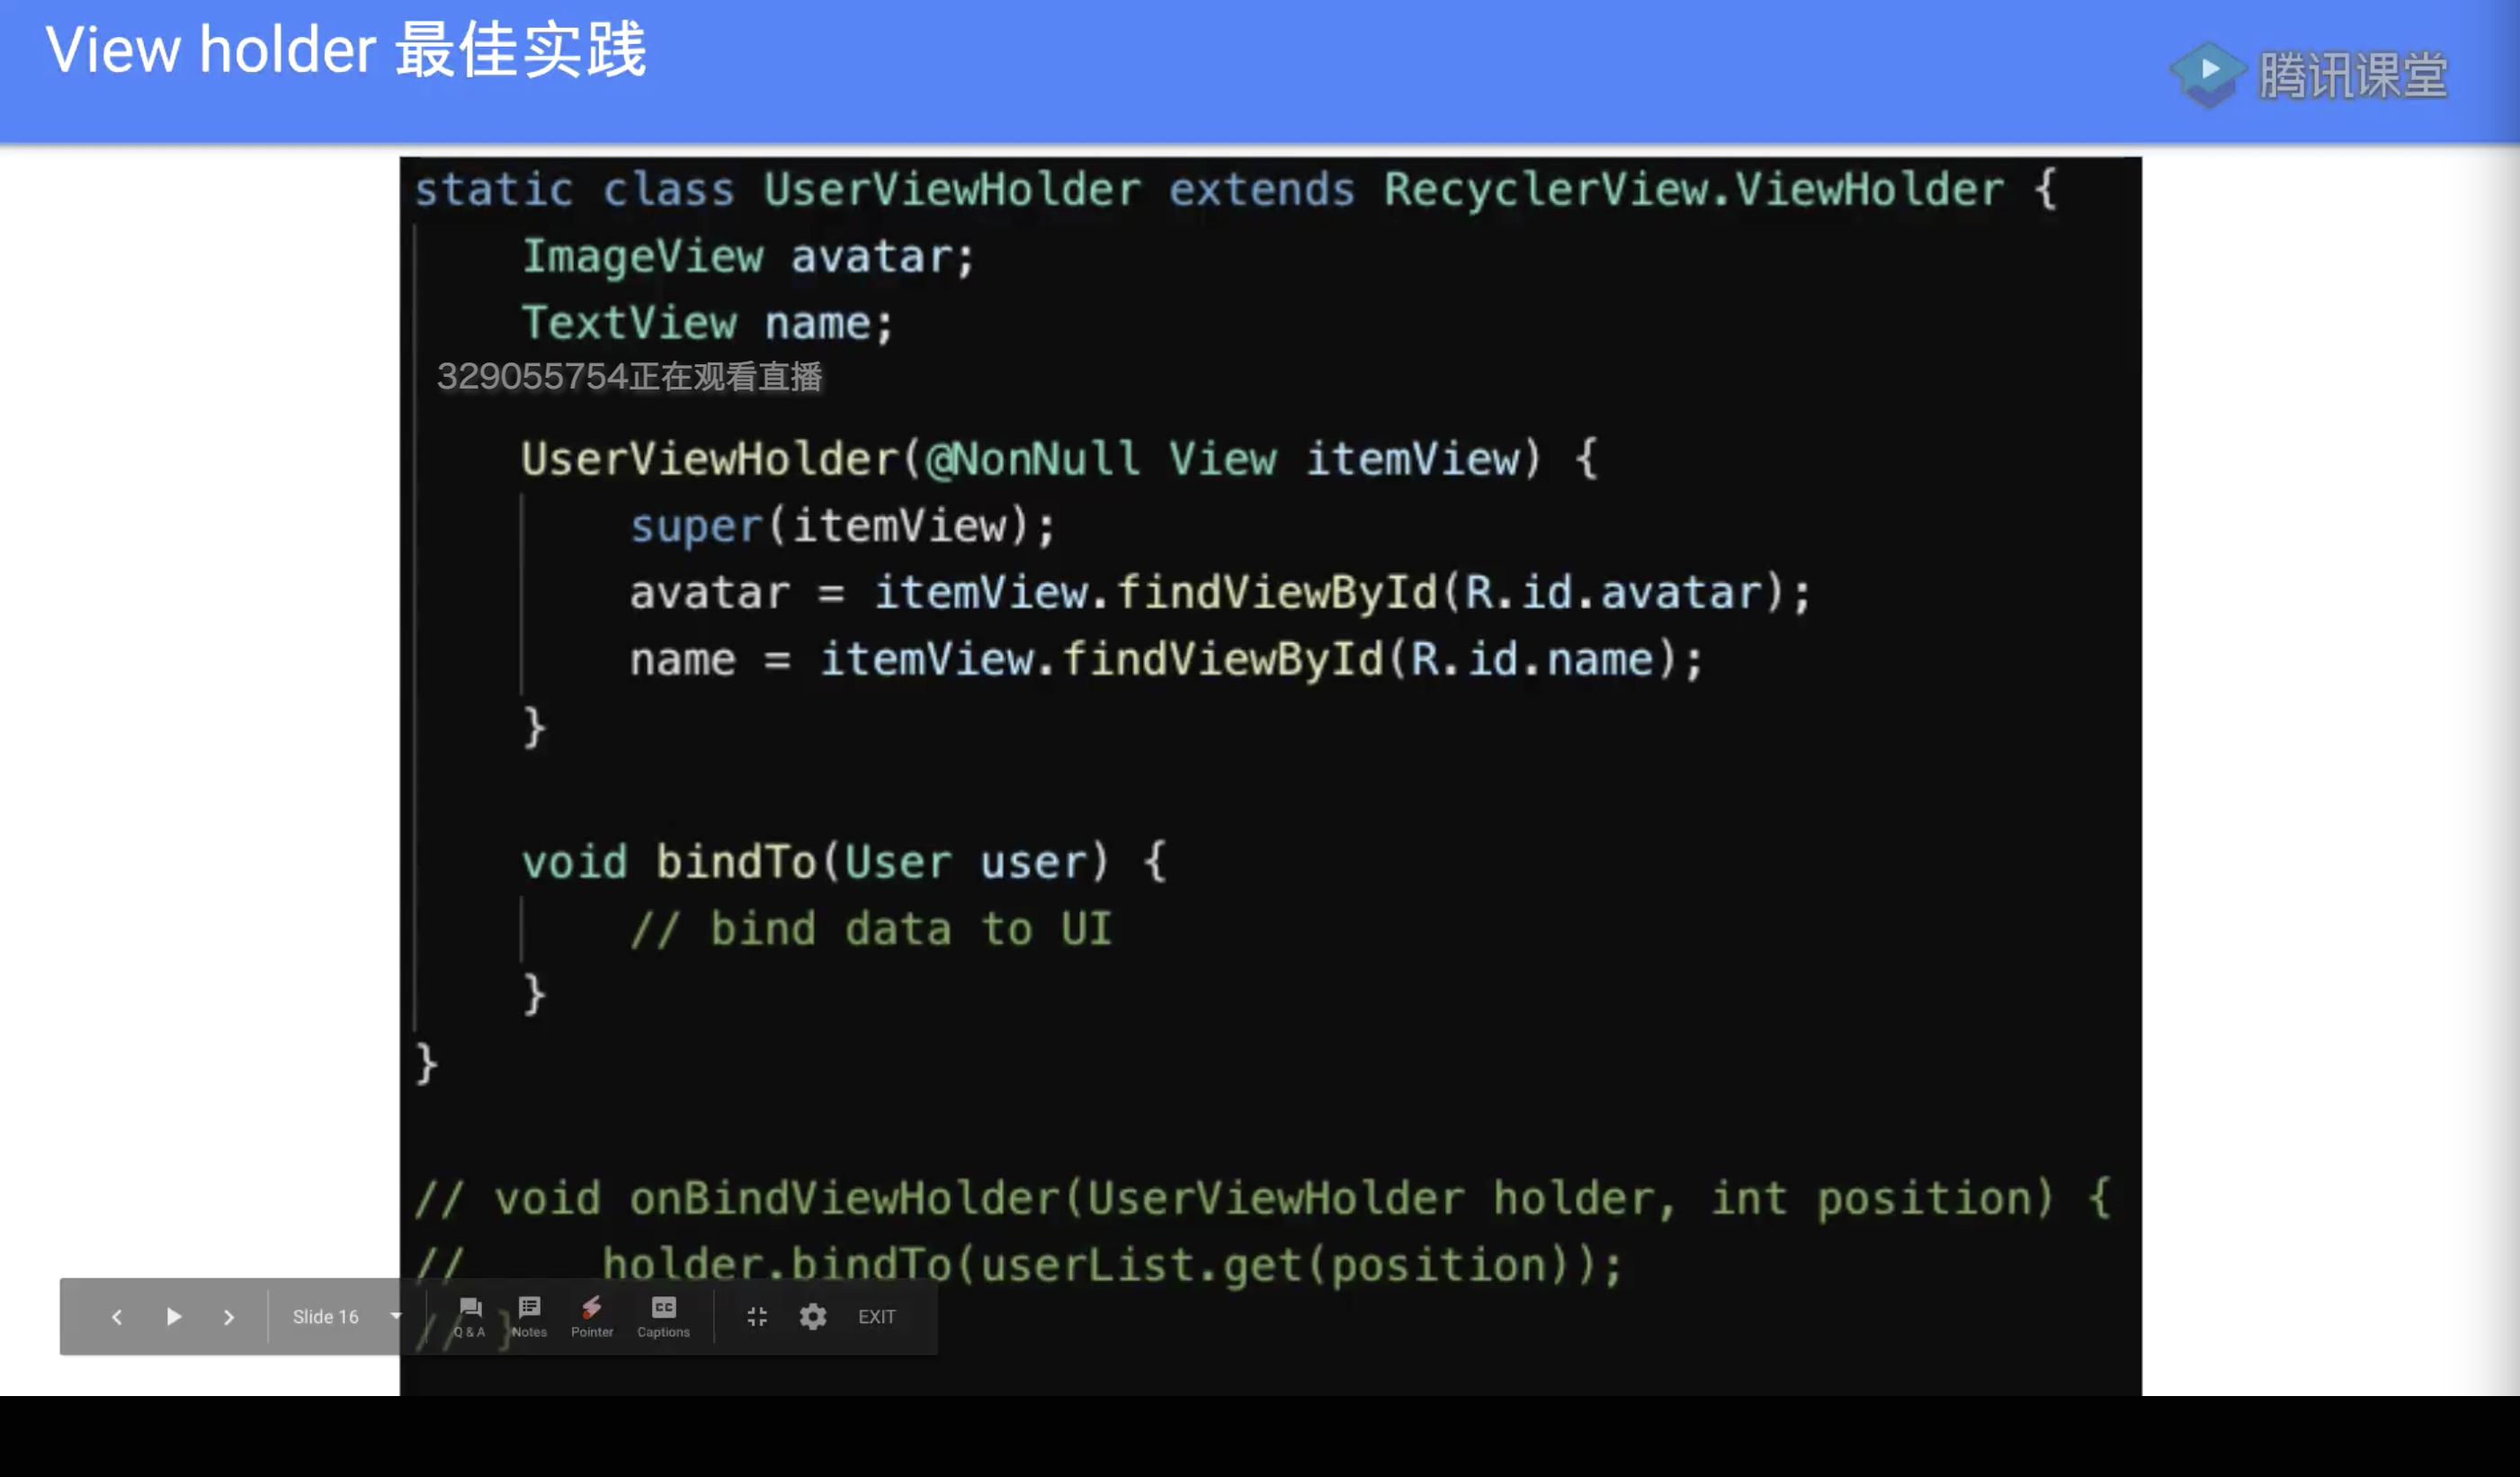 View holder 最佳实践
腾讯课堂
static class UserViewHolder extends RecyclerView.ViewHolder {
ImageView avatar;
TextView name;
329055754正在观看直播
UserViewHolder(@NonNull View itemView) {
super(itemView);
avatar = itemView.findViewById(R.id.avatar);
name = itemView.findViewById(R.id.name);
}
void bindTo(User user) {
// bind data to UI
}
}
// void onBindViewHolder(UserViewHolder holder, int position) {
// holder.bindTo(userList.get(position));
// }
Slide 16
Q & A
Notes
Pointer
CC
Captions
EXIT